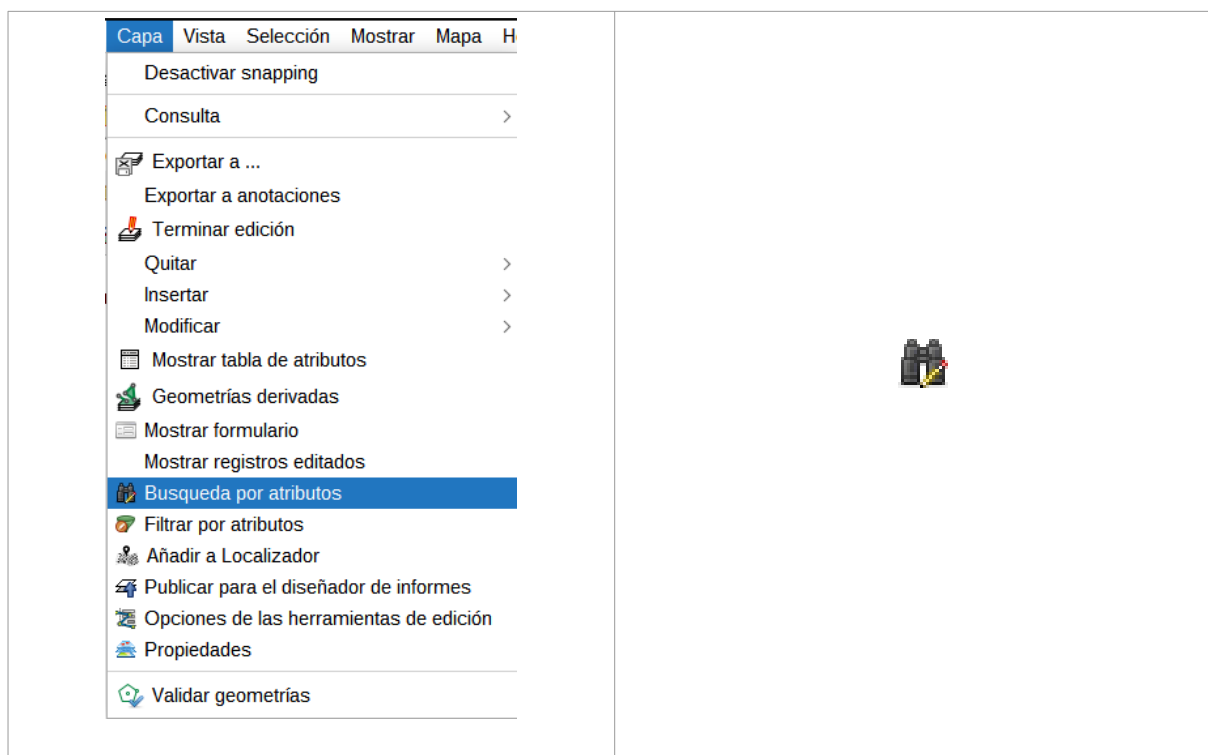 Capa Vista Selección Mostrar Mapa
Desactivar snapping
Consulta
Exportar a ...
Exportar a anotaciones
Terminar edición
Quitar
Insertar
Modificar
Mostrar tabla de atributos
Geometrías derivadas
Mostrar formulario
Mostrar registros editados
Busqueda por atributos
Filtrar por atributos
Añadir a Localizador
Publicar para el diseñador de informes
Opciones de las herramientas de edición
Propiedades
Validar geometrías